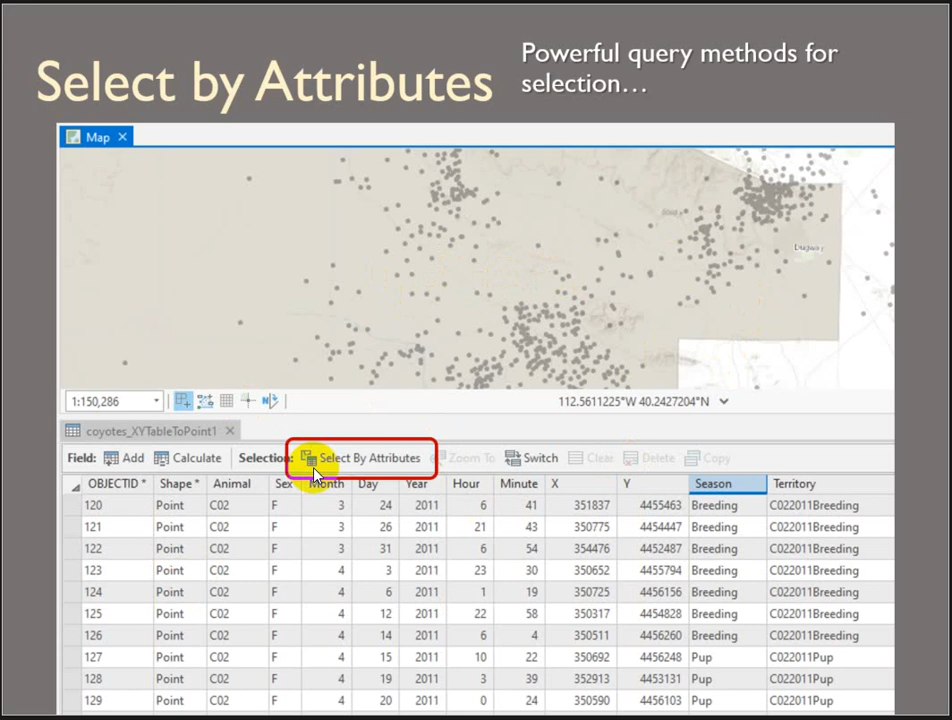 Select by Attributes
Powerful query methods for
selection…
Map
Dugway
1:150,286
112.5611225°W 40.2427204°N
coyotes_XYTableToPoint1
Field: Add Calculate Selection: Select By Attributes Zoom To Switch Clear Delete Copy
OBJECTID * Shape * Animal Sex Month Day Year Hour Minute X Y Season Territory
120 Point C02 F 3 24 2011 6 41 351837 4455463 Breeding C022011Breeding
121 Point C02 F 3 26 2011 21 43 350775 4454447 Breeding C022011Breeding
122 Point C02 F 3 31 2011 6 54 354476 4452487 Breeding C022011Breeding
123 Point C02 F 4 3 2011 23 30 350652 4455794 Breeding C022011Breeding
124 Point C02 F 4 6 2011 1 19 350725 4456156 Breeding C022011Breeding
125 Point C02 F 4 12 2011 22 58 350317 4454828 Breeding C022011Breeding
126 Point C02 F 4 14 2011 6 4 350511 4456260 Breeding C022011Breeding
127 Point C02 F 4 15 2011 10 22 350692 4456248 Pup C022011Pup
128 Point C02 F 4 19 2011 3 39 352913 4453131 Pup C022011Pup
129 Point C02 F 4 20 2011 0 24 350590 4456103 Pup C022011Pup